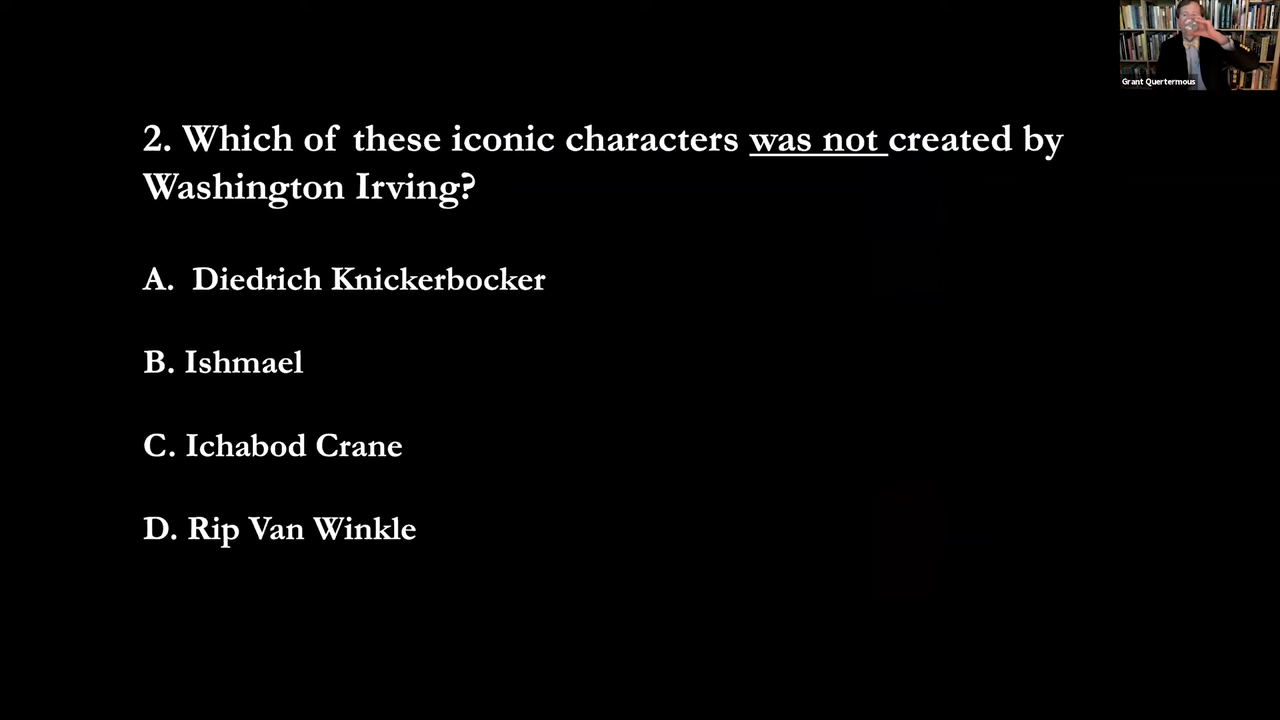 Grant Quertermous
2. Which of these iconic characters was not created by
Washington Irving?
A. Diedrich Knickerbocker
B. Ishmael
C. Ichabod Crane
D. Rip Van Winkle